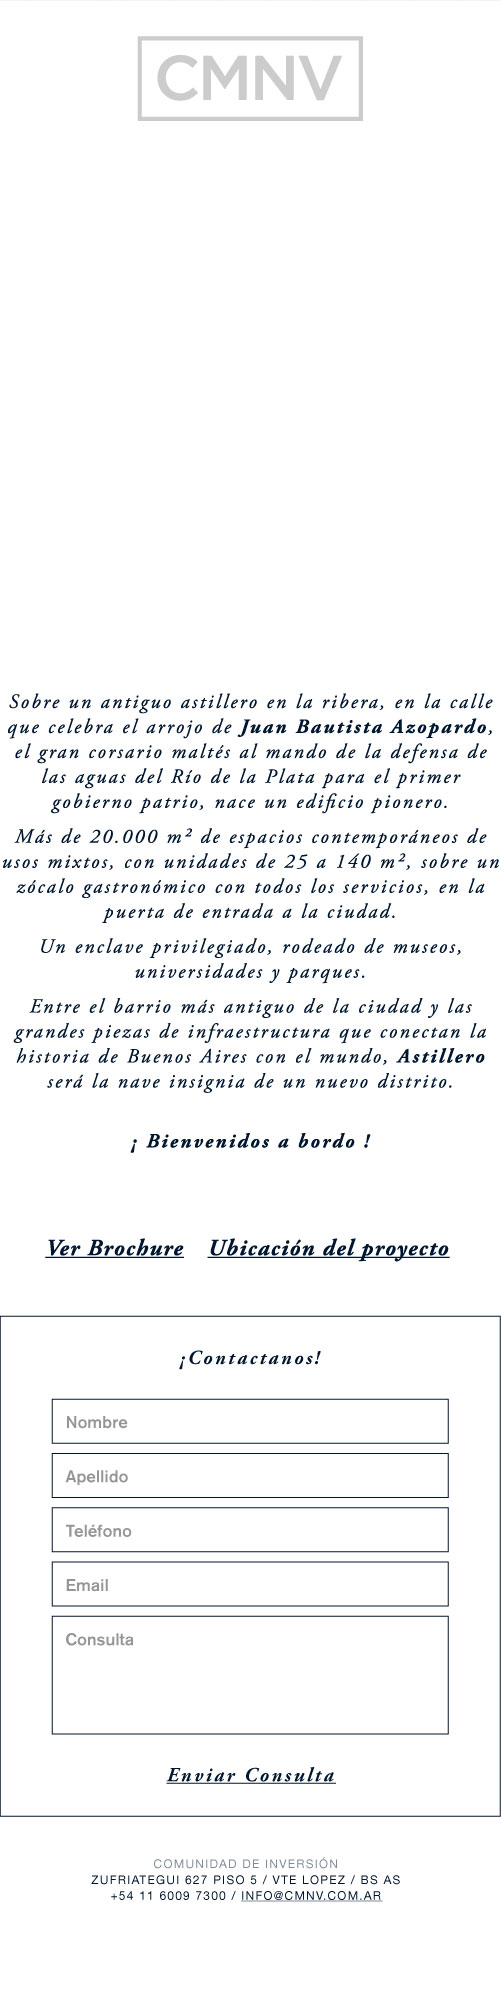 CMNV
Sobre un antiguo astillero en la ribera, en la calle
que celebra el arrojo de Juan Bautista Azopardo,
el gran corsario maltés al mando de la defensa de
las aguas del Río de la Plata para el primer
gobierno patrio, nace un edificio pionero.
Más de 20.000 m² de espacios contemporáneos de
usos mixtos, con unidades de 25 a 140 m², sobre un
zócalo gastronómico con todos los servicios, en la
puerta de entrada a la ciudad.
Un enclave privilegiado, rodeado de museos,
universidades y parques.
Entre el barrio más antiguo de la ciudad y las
grandes piezas de infraestructura que conectan la
historia de Buenos Aires con el mundo, Astillero
será la nave insignia de un nuevo distrito.
¡ Bienvenidos a bordo !
Ver Brochure Ubicación del proyecto
¡Contactanos!
Nombre
Apellido
Teléfono
Email
Consulta
Enviar Consulta
COMUNIDAD DE INVERSIÓN
ZUFRIATEGUI 627 PISO 5 / VTE LOPEZ / BS AS
+54 11 6009 7300 / INFO@CMNV.COM.AR